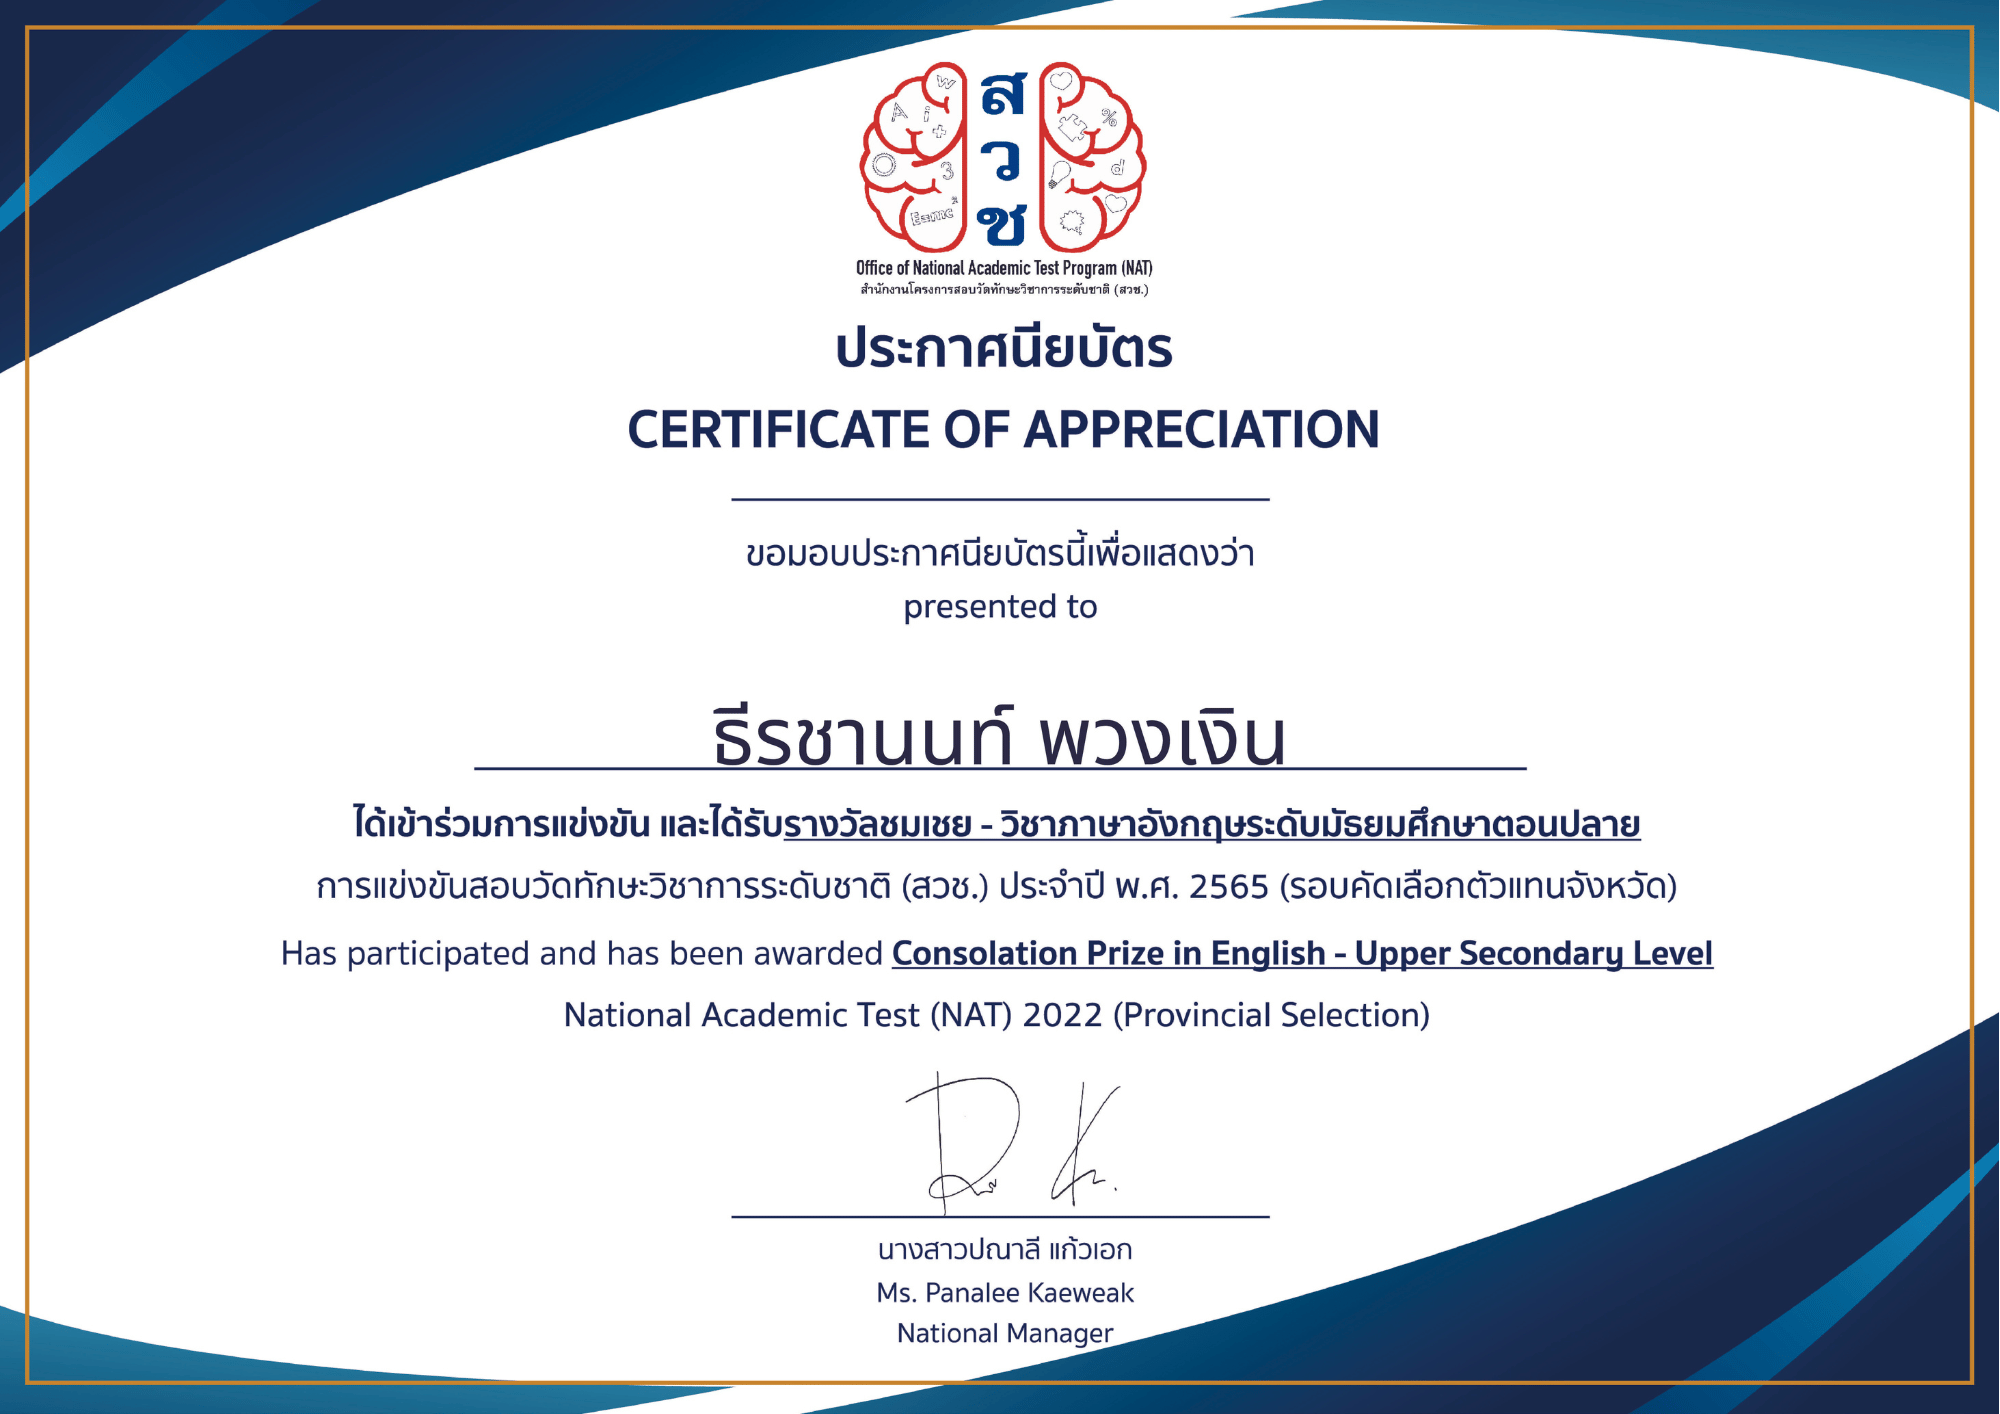 W
A i +
3
E=mc²
ส
ว
ช
%
d
Office of National Academic Test Program (NAT)
สำนักงานโครงการสอบวัดทักษะวิชาการระดับชาติ (สวช.)
ประกาศนียบัตร
CERTIFICATE OF APPRECIATION
ขอมอบประกาศนียบัตรนี้เพื่อแสดงว่า
presented to
ธีรชานนท์ พวงเงิน
ได้เข้าร่วมการแข่งขัน และได้รับรางวัลชมเชย - วิชาภาษาอังกฤษระดับมัธยมศึกษาตอนปลาย
การแข่งขันสอบวัดทักษะวิชาการระดับชาติ (สวช.) ประจำปี พ.ศ. 2565 (รอบคัดเลือกตัวแทนจังหวัด)
Has participated and has been awarded Consolation Prize in English - Upper Secondary Level
National Academic Test (NAT) 2022 (Provincial Selection)
นางสาวปณาลี แก้วเอก
Ms. Panalee Kaeweak
National Manager